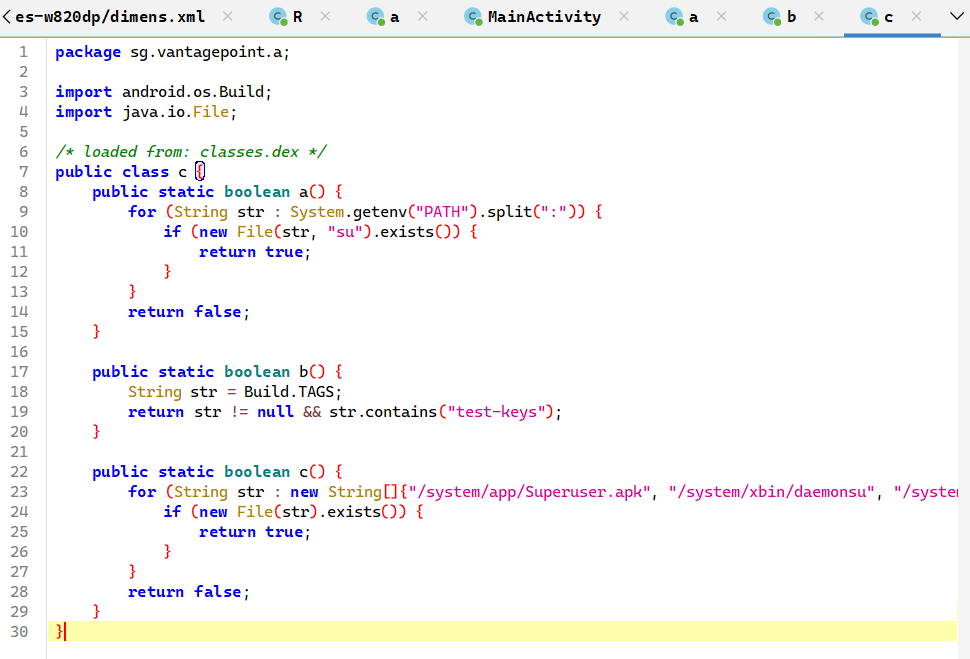 es-w820dp/dimens.xml R a MainActivity a b c
1 package sg.vantagepoint.a;
2
3 import android.os.Build;
4 import java.io.File;
5
6 /* loaded from: classes.dex */
7 public class c {
8 public static boolean a() {
9 for (String str : System.getenv("PATH").split(":")) {
10 if (new File(str, "su").exists()) {
11 return true;
12 }
13 }
14 return false;
15 }
16
17 public static boolean b() {
18 String str = Build.TAGS;
19 return str != null && str.contains("test-keys");
20 }
21
22 public static boolean c() {
23 for (String str : new String[]{"/system/app/Superuser.apk", "/system/xbin/daemonsu", "/system
24 if (new File(str).exists()) {
25 return true;
26 }
27 }
28 return false;
29 }
30 }